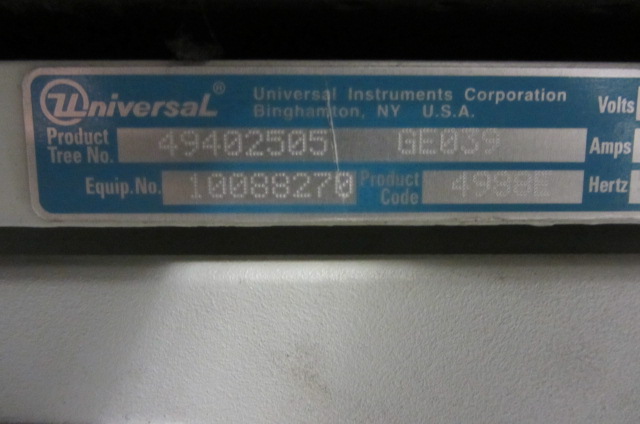 UniversaL®
Universal Instruments Corporation
Binghamton, NY U.S.A.
Volts
Product Tree No. 49402505 GE039
Amps
Equip.No. 10088270 Product Code 4988E
Hertz